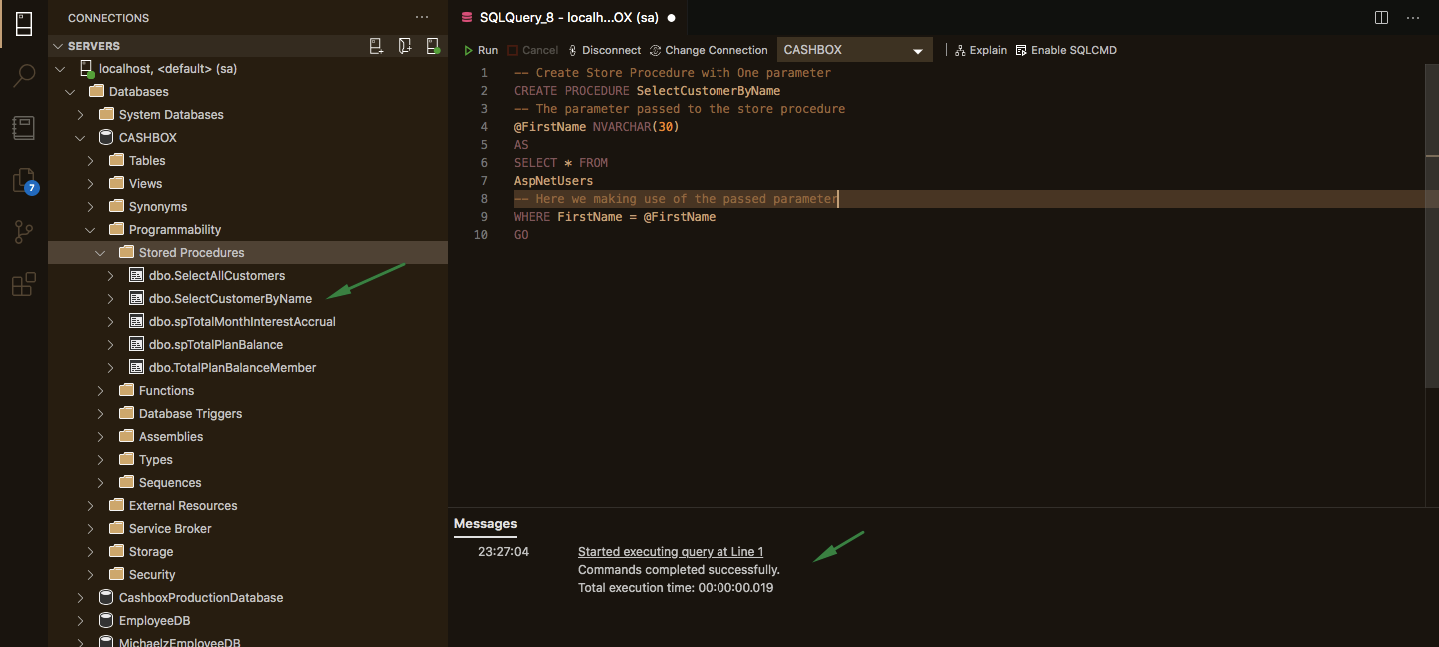 CONNECTIONS
SERVERS
localhost, <default> (sa)
Databases
System Databases
CASHBOX
Tables
Views
Synonyms
Programmability
Stored Procedures
dbo.SelectAllCustomers
dbo.SelectCustomerByName
dbo.spTotalMonthInterestAccrual
dbo.spTotalPlanBalance
dbo.TotalPlanBalanceMember
Functions
Database Triggers
Assemblies
Types
Sequences
External Resources
Service Broker
Storage
Security
CashboxProductionDatabase
EmployeeDB
MichaelzEmployeeDB
7
SQLQuery_8 - localh...OX (sa)
Run Cancel Disconnect Change Connection CASHBOX Explain Enable SQLCMD
1 -- Create Store Procedure with One parameter
2 CREATE PROCEDURE SelectCustomerByName
3 -- The parameter passed to the store procedure
4 @FirstName NVARCHAR(30)
5 AS
6 SELECT * FROM
7 AspNetUsers
8 -- Here we making use of the passed parameter
9 WHERE FirstName = @FirstName
10 GO
Messages
23:27:04 Started executing query at Line 1
Commands completed successfully.
Total execution time: 00:00:00.019